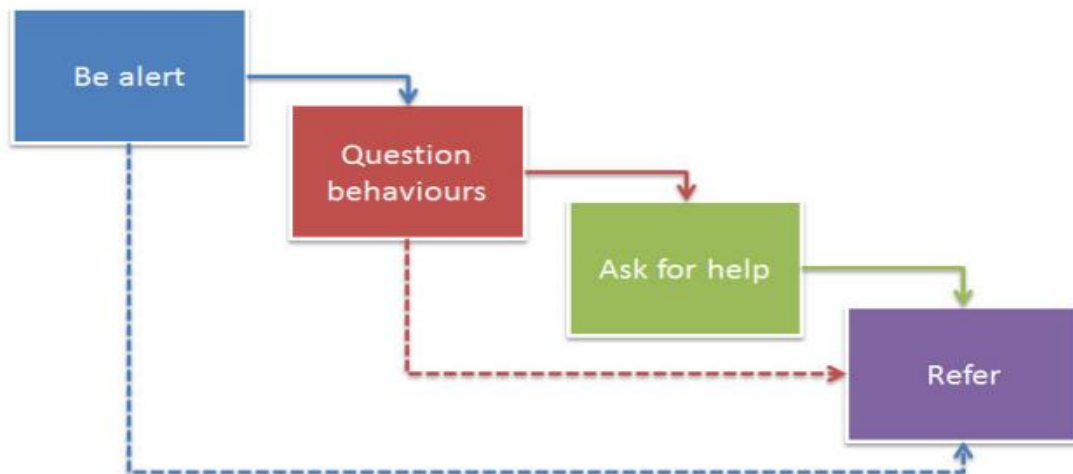 Be alert
Question
behaviours
Ask for help
Refer